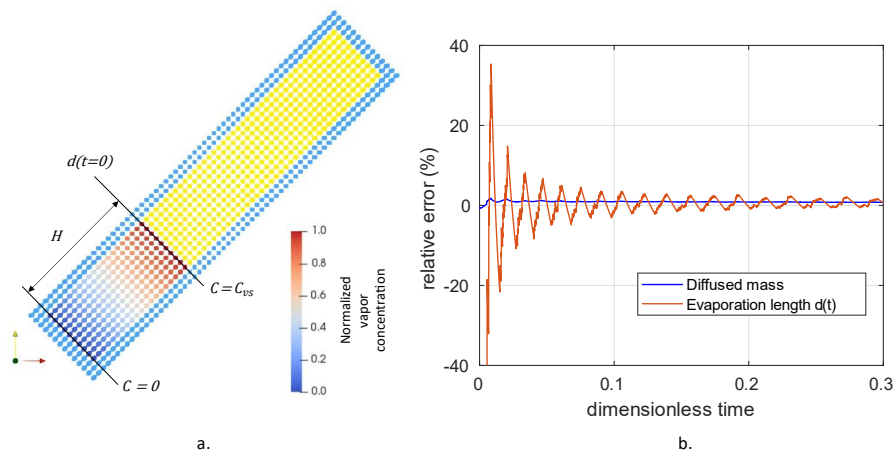 d(t=0)
H
C=C_vs
C=0
1.0
0.8
0.6
0.4
0.2
0.0
Normalized
vapor
concentration
a.
40
20
0
-20
-40
relative error (%)
Diffused mass
Evaporation length d(t)
0
0.1
0.2
0.3
dimensionless time
b.